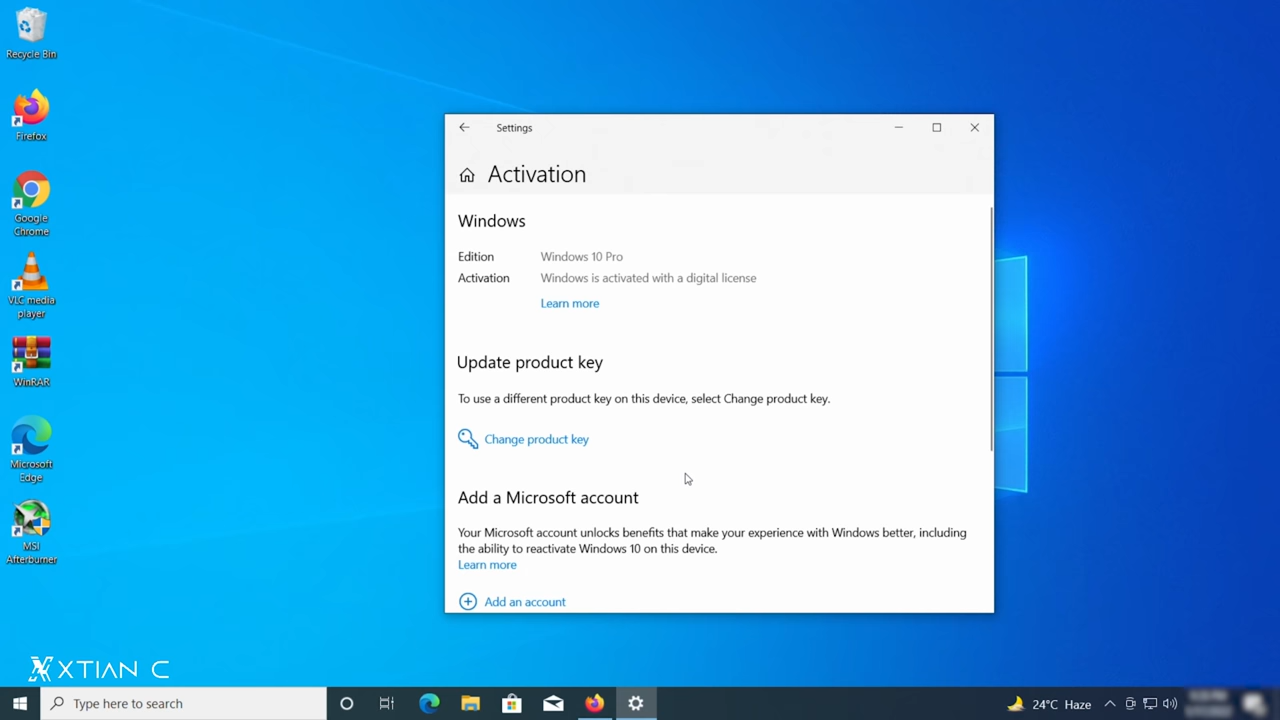 Recycle Bin
Firefox
Google
Chrome
VLC media
player
WinRAR
Microsoft
Edge
MSI
Afterburner
Settings
Activation
Windows
Edition Windows 10 Pro
Activation Windows is activated with a digital license
Learn more
Update product key
To use a different product key on this device, select Change product key.
Change product key
Add a Microsoft account
Your Microsoft account unlocks benefits that make your experience with Windows better, including
the ability to reactivate Windows 10 on this device.
Learn more
Add an account
XTIAN C
Type here to search
24°C Haze